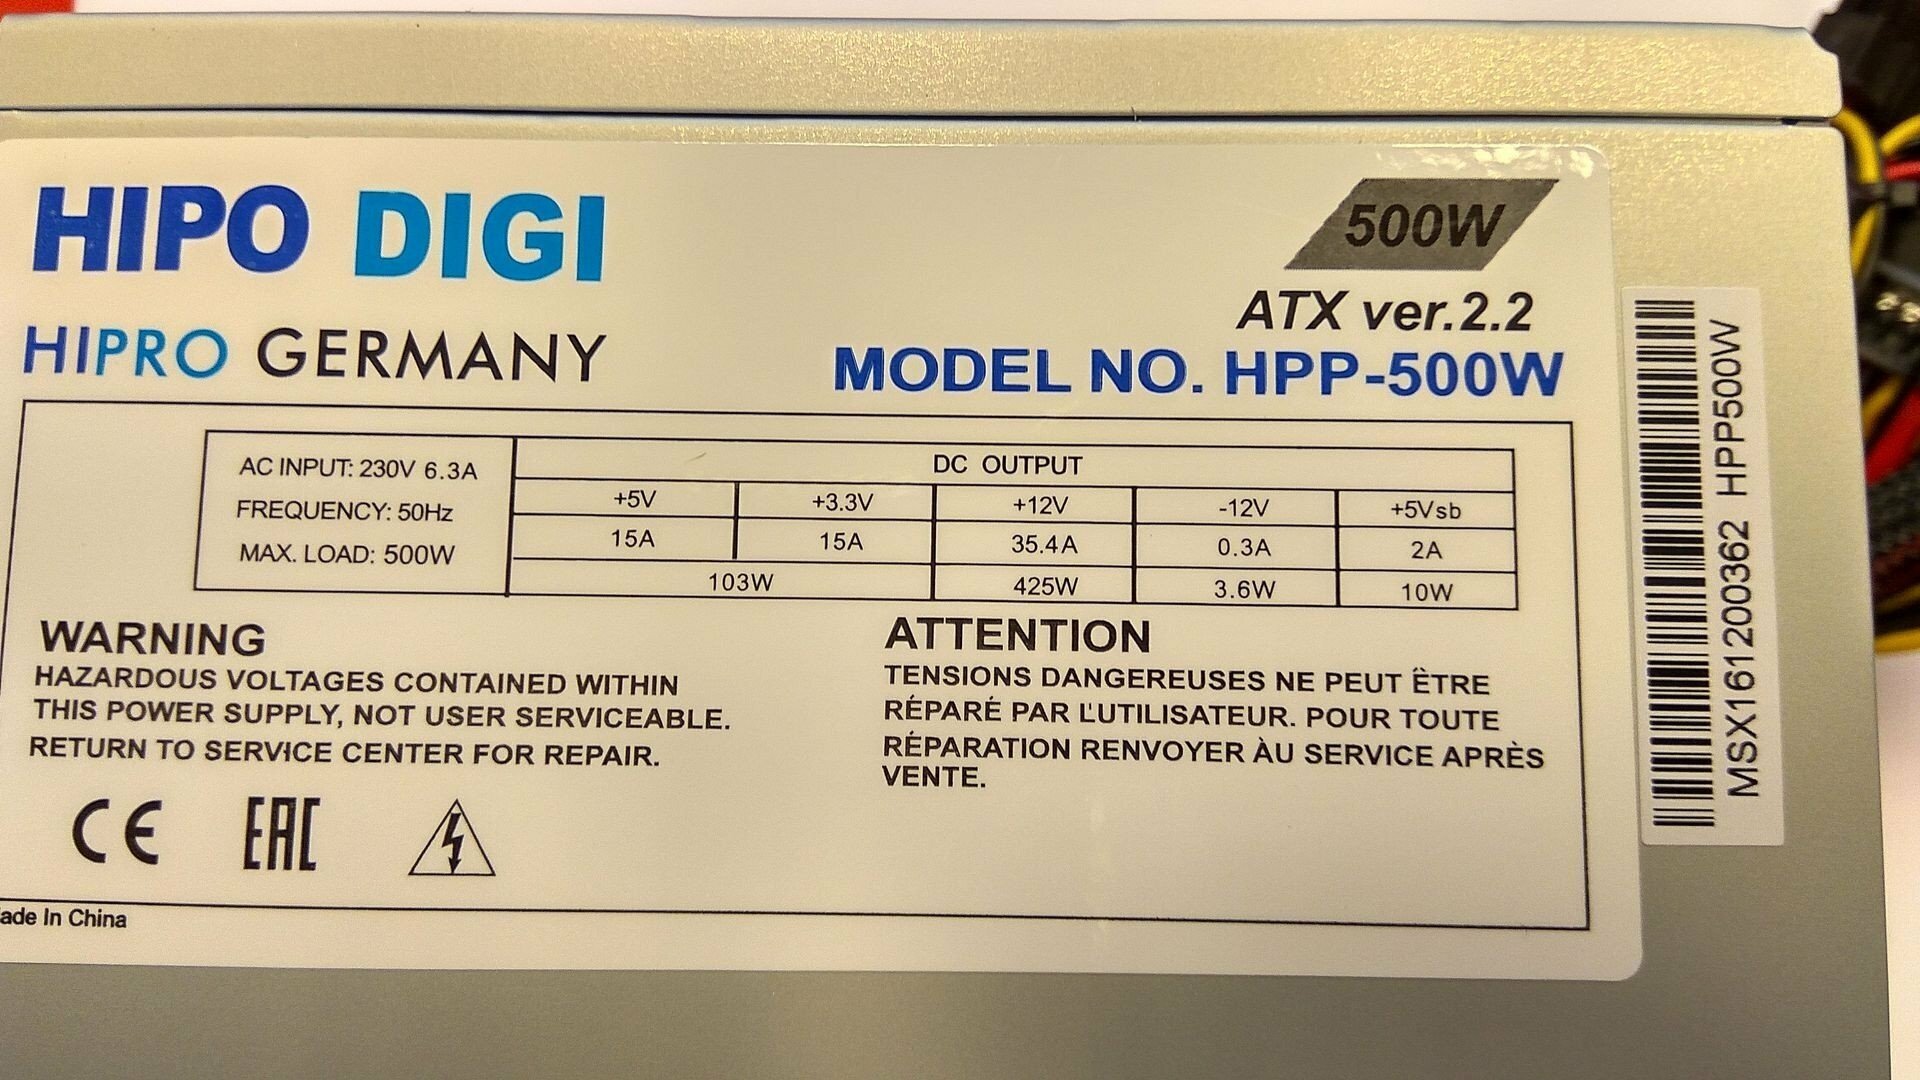 HIPO DIGI
HIPRO GERMANY
500W
ATX ver.2.2
MODEL NO. HPP-500W
AC INPUT: 230V 6.3A
FREQUENCY: 50Hz
MAX. LOAD: 500W
DC OUTPUT
+5V +3.3V +12V -12V +5Vsb
15A 15A 35.4A 0.3A 2A
103W 425W 3.6W 10W
WARNING
HAZARDOUS VOLTAGES CONTAINED WITHIN
THIS POWER SUPPLY, NOT USER SERVICEABLE.
RETURN TO SERVICE CENTER FOR REPAIR.
ATTENTION
TENSIONS DANGEREUSES NE PEUT ËTRE
RÉPARÉ PAR L'UTILISATEUR. POUR TOUTE
RÉPARATION RENVOYER ÀU SERVICE APRÈS
VENTE.
CE EAC
ade In China
MSX161200362 HPP500W